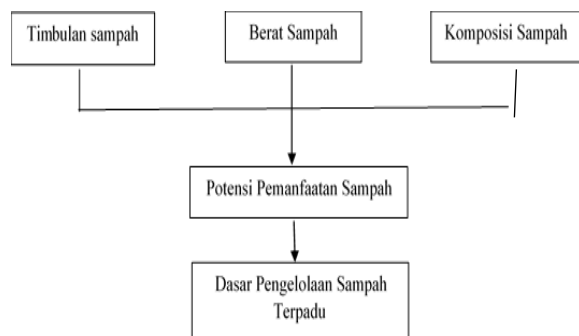 Timbulan sampah
Berat Sampah
Komposisi Sampah
Potensi Pemanfaatan Sampah
Dasar Pengelolaan Sampah
Terpadu